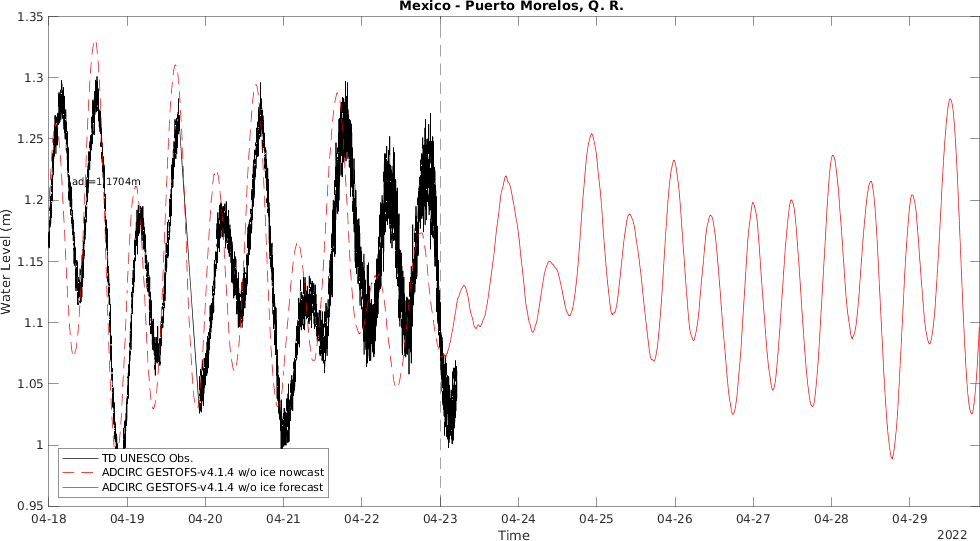 Mexico - Puerto Morelos, Q. R.
1.35
1.3
1.25
1.2
1.15
1.1
1.05
1
0.95
Water Level (m)
adj=1.1704m
TD UNESCO Obs.
ADCIRC GESTOFS-v4.1.4 w/o ice nowcast
ADCIRC GESTOFS-v4.1.4 w/o ice forecast
04-18 04-19 04-20 04-21 04-22 04-23 04-24 04-25 04-26 04-27 04-28 04-29
Time
2022